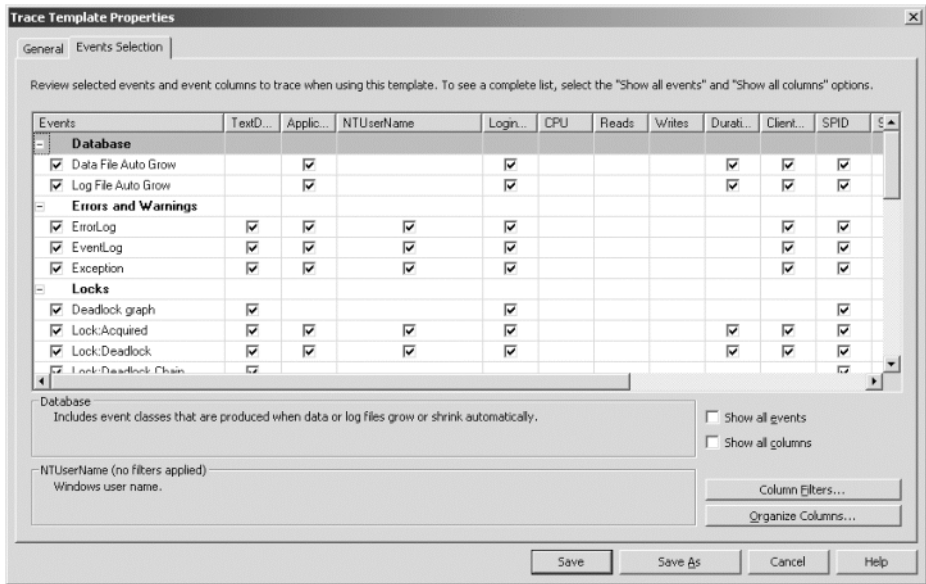 Trace Template Properties
General Events Selection
Review selected events and event columns to trace when using this template. To see a complete list, select the "Show all events" and "Show all columns" options.
Events TextD... Applic... NTUserName Login... CPU Reads Writes Durati... Client... SPID S
Database
Data File Auto Grow
Log File Auto Grow
Errors and Warnings
ErrorLog
EventLog
Exception
Locks
Deadlock graph
Lock:Acquired
Lock:Deadlock
Lock:Deadlock Chain
Database
Includes event classes that are produced when data or log files grow or shrink automatically.
Show all events
Show all columns
NTUserName (no filters applied)
Windows user name.
Column Filters...
Organize Columns...
Save Save As Cancel Help